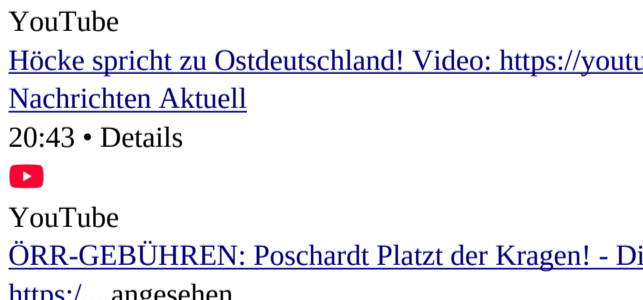 YouTube
Höcke spricht zu Ostdeutschland! Video: https://youtu
Nachrichten Aktuell
20:43 • Details
YouTube
ÖRR-GEBÜHREN: Poschardt Platzt der Kragen! - Di
https:/... angesehen